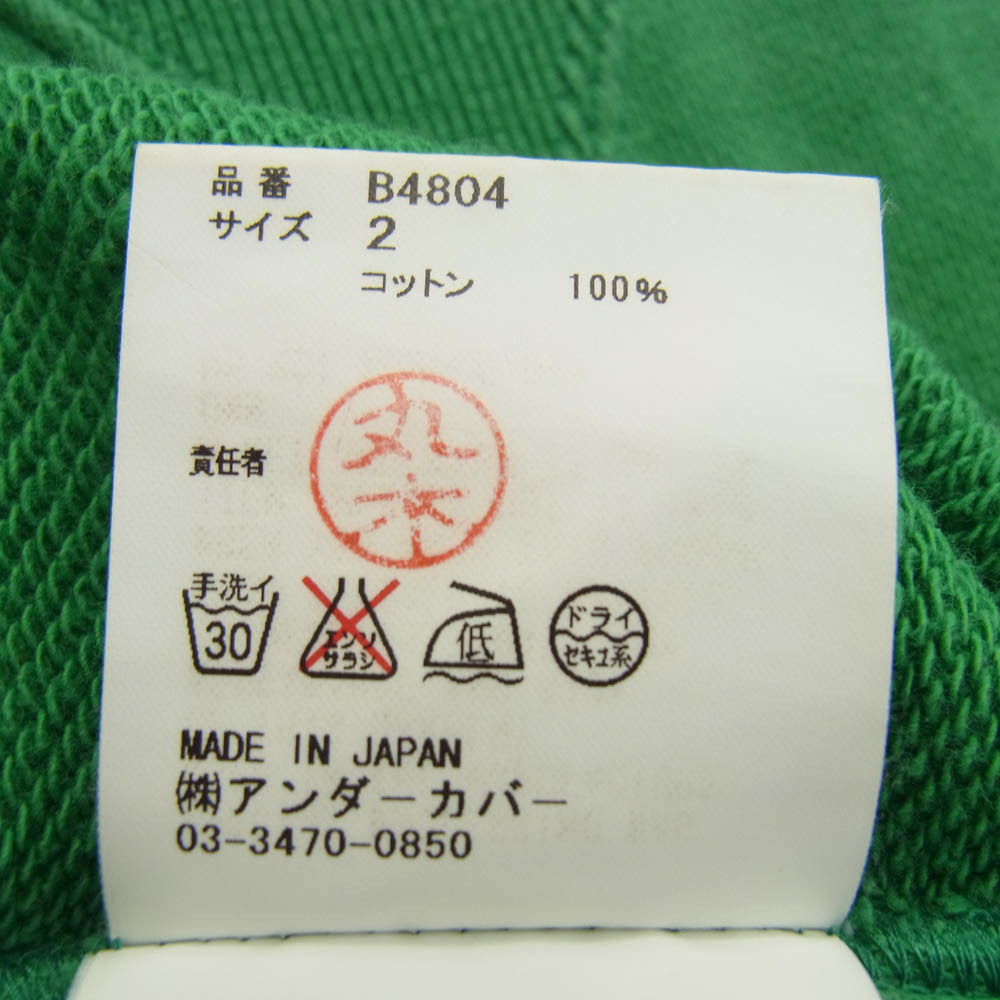 品番 B4804
サイズ 2
コットン 100%
責任者 丸木
手洗イ
30
エンソ
サラシ
低
ドライ
セキユ系
MADE IN JAPAN
㈱アンダーカバー
03-3470-0850